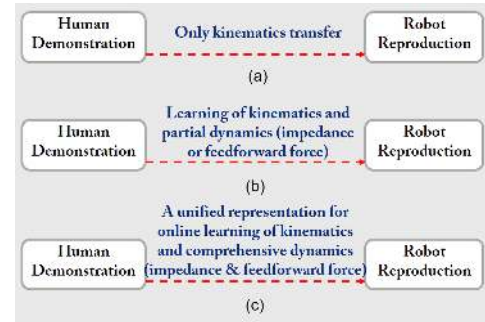 Human
Demonstration
Only kinematics transfer
Robot
Reproduction
(a)
Human
Demonstration
Learning of kinematics and
partial dynamics (impedance
or feedforward force)
Robot
Reproduction
(b)
Human
Demonstration
A unified representation for
online learning of kinematics
and comprehensive dynamics
(impedance & feedforward force)
Robot
Reproduction
(c)